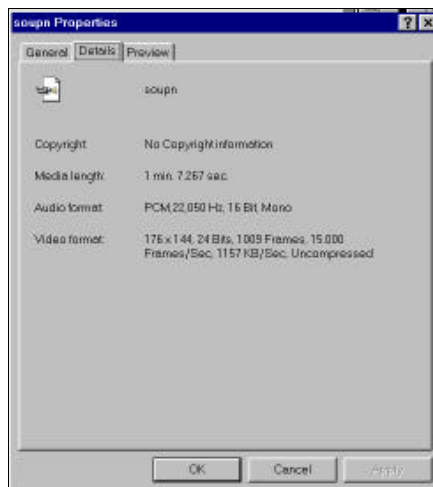 soupn Properties
General Details Preview
soupn
Copyright No Copyright information
Media length: 1 min. 7.267 sec.
Audio format: PCM,22,050 Hz, 16 Bit, Mono
Video format: 176 x 144, 24 Bits, 1009 Frames, 15.000
Frames/Sec, 1157 KB/Sec, Uncompressed
OK Cancel Apply